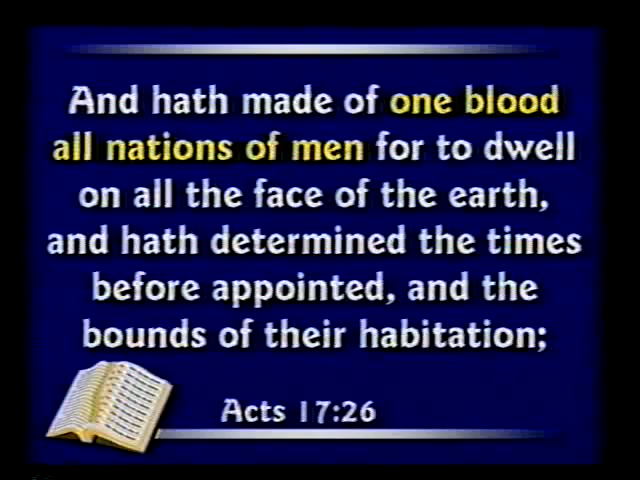 And hath made of one blood
all nations of men for to dwell
on all the face of the earth,
and hath determined the times
before appointed, and the
bounds of their habitation;
Acts 17:26